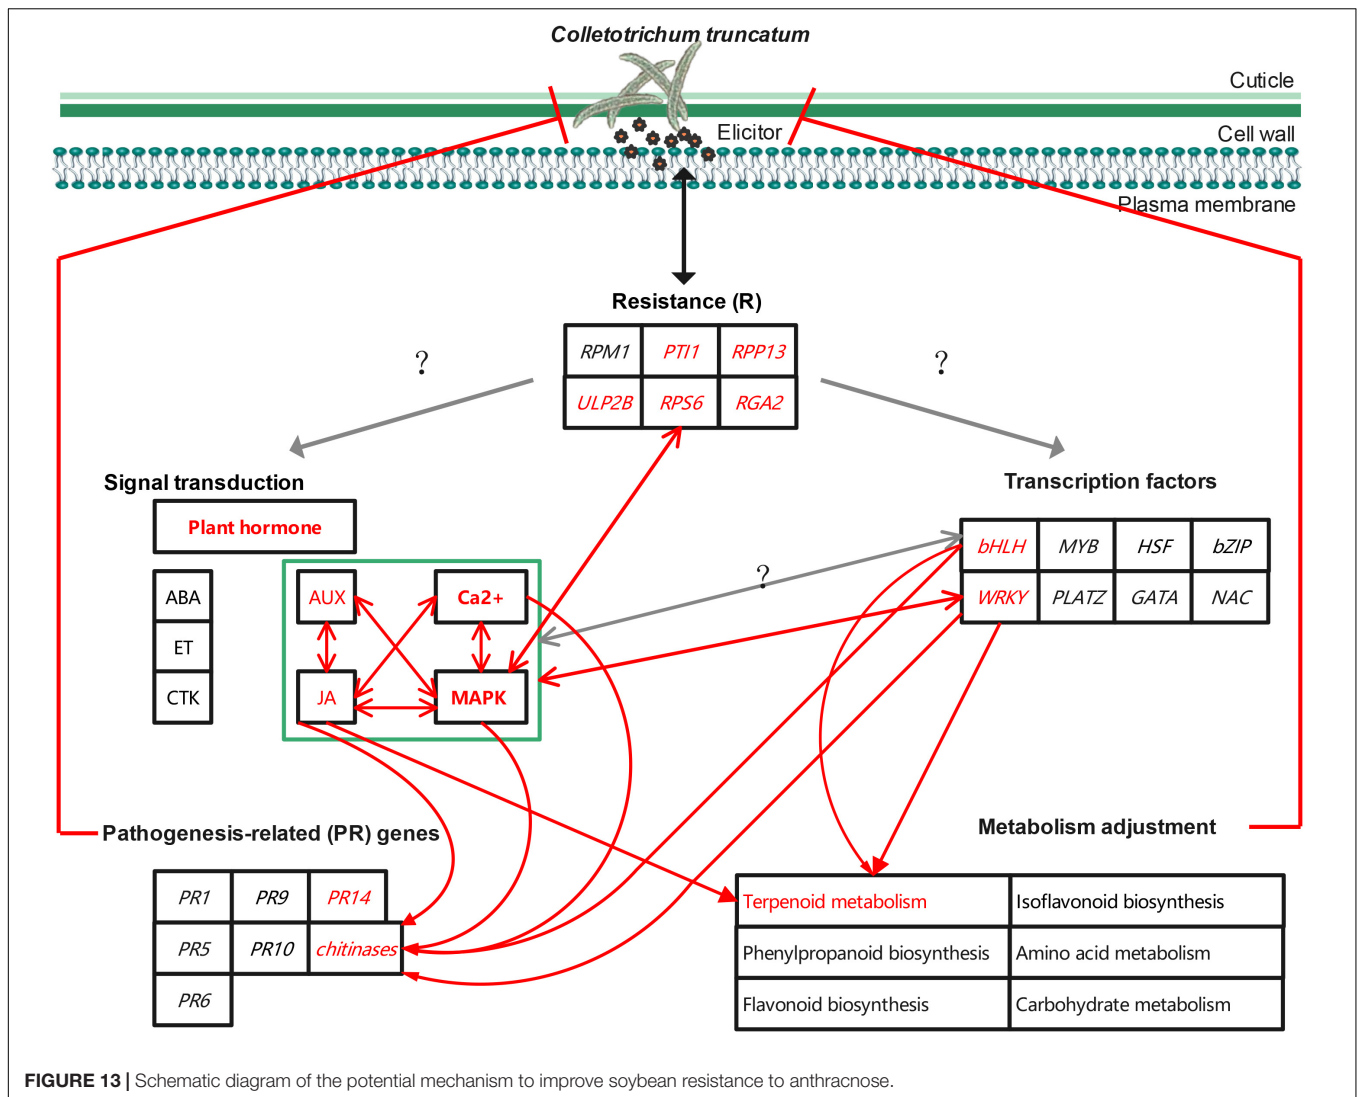 Colletotrichum truncatum
Cuticle
Elicitor
Cell wall
Plasma membrane
Resistance (R)
RPM1 PTI1 RPP13
ULP2B RPS6 RGA2
?
?
Signal transduction
Plant hormone
ABA
ET
CTK
AUX Ca2+
JA MAPK
?
Transcription factors
bHLH MYB HSF bZIP
WRKY PLATZ GATA NAC
Pathogenesis-related (PR) genes
PR1 PR9 PR14
PR5 PR10 chitinases
PR6
Metabolism adjustment
Terpenoid metabolism Isoflavonoid biosynthesis
Phenylpropanoid biosynthesis Amino acid metabolism
Flavonoid biosynthesis Carbohydrate metabolism
FIGURE 13 | Schematic diagram of the potential mechanism to improve soybean resistance to anthracnose.